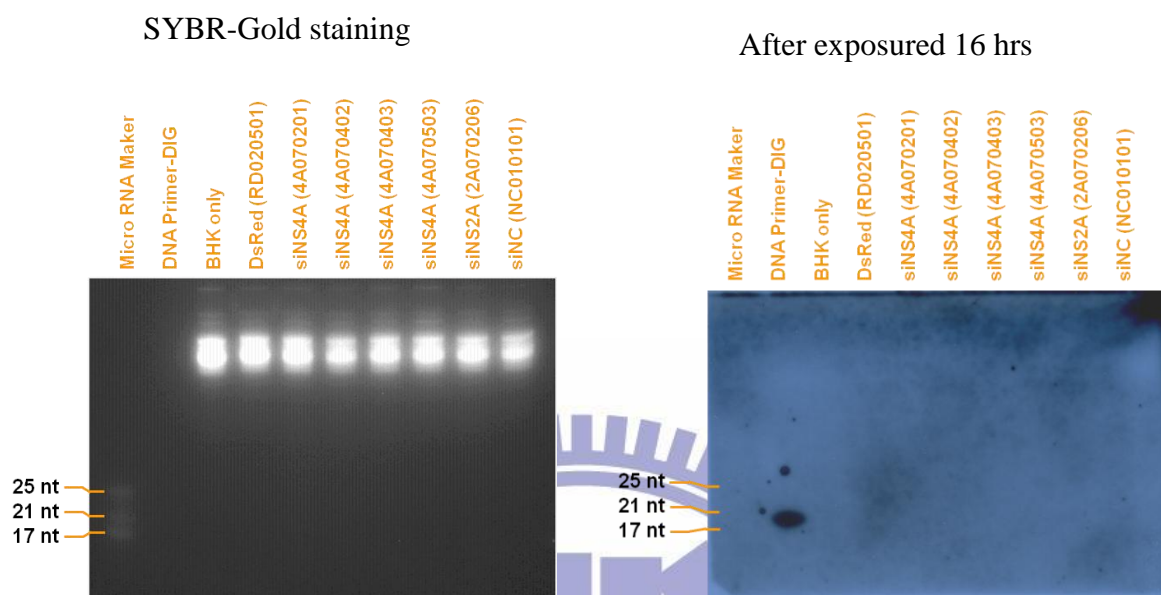 SYBR-Gold staining
Micro RNA Maker
DNA Primer-DIG
BHK only
DsRed (RD020501)
siNS4A (4A070201)
siNS4A (4A070402)
siNS4A (4A070403)
siNS4A (4A070503)
siNS2A (2A070206)
siNC (NC010101)
25 nt
21 nt
17 nt
After exposured 16 hrs
Micro RNA Maker
DNA Primer-DIG
BHK only
DsRed (RD020501)
siNS4A (4A070201)
siNS4A (4A070402)
siNS4A (4A070403)
siNS4A (4A070503)
siNS2A (2A070206)
siNC (NC010101)
25 nt
21 nt
17 nt